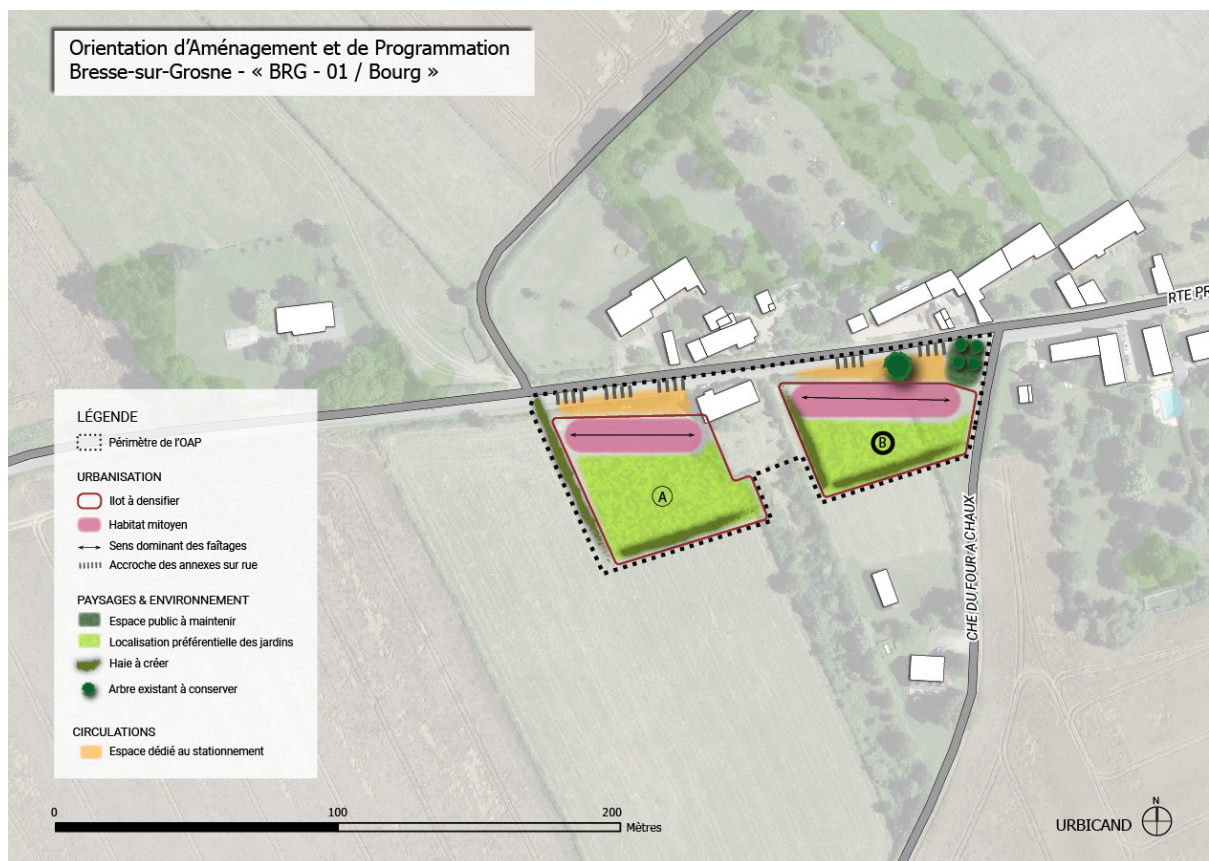 Orientation d'Aménagement et de Programmation
Bresse-sur-Grosne - « BRG - 01 / Bourg »
RTE PR
CHE DU FOUR A CHAUX
A
B
LÉGENDE
Périmètre de l'OAP
URBANISATION
Ilot à densifier
Habitat mitoyen
Sens dominant des faîtages
Accroche des annexes sur rue
PAYSAGES & ENVIRONNEMENT
Espace public à maintenir
Localisation préférentielle des jardins
Haie à créer
Arbre existant à conserver
CIRCULATIONS
Espace dédié au stationnement
0 100 200 Mètres
URBICAND N